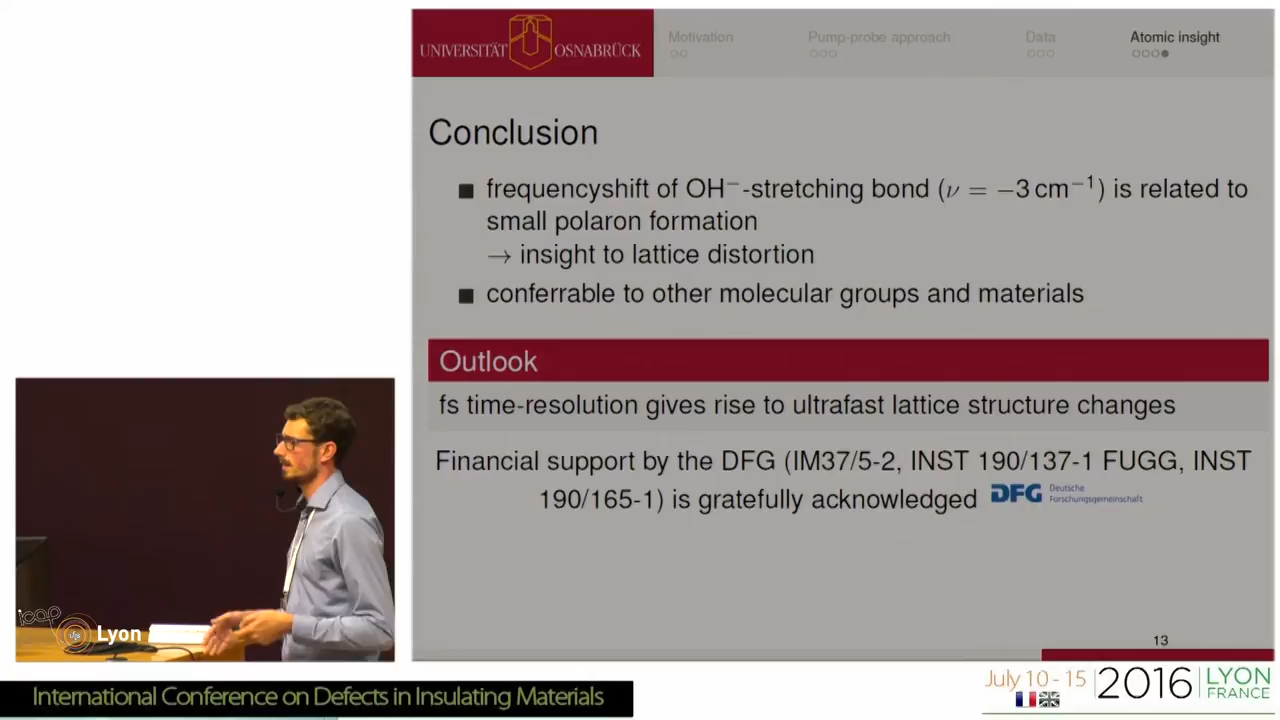 UNIVERSITÄT OSNABRÜCK
Motivation
Pump-probe approach
Data
Atomic insight
Conclusion
frequencyshift of OH⁻-stretching bond (ν = −3 cm⁻¹) is related to
small polaron formation
→ insight to lattice distortion
conferrable to other molecular groups and materials
Outlook
fs time-resolution gives rise to ultrafast lattice structure changes
Financial support by the DFG (IM37/5-2, INST 190/137-1 FUGG, INST
190/165-1) is gratefully acknowledged
DFG Deutsche
Forschungsgemeinschaft
13
icap
Lyon
International Conference on Defects in Insulating Materials
July 10 - 15
2016
LYON
FRANCE